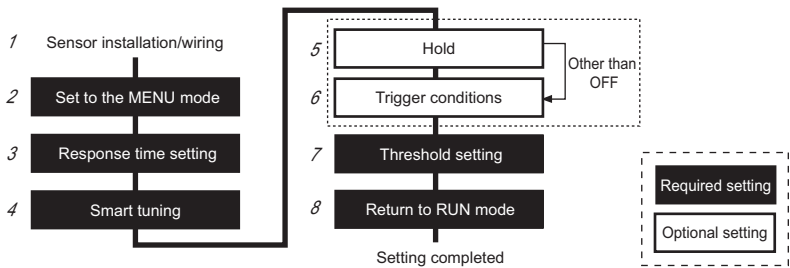 1 Sensor installation/wiring
2 Set to the MENU mode
3 Response time setting
4 Smart tuning
5 Hold
Other than
OFF
6 Trigger conditions
7 Threshold setting
8 Return to RUN mode
Setting completed
Required setting
Optional setting